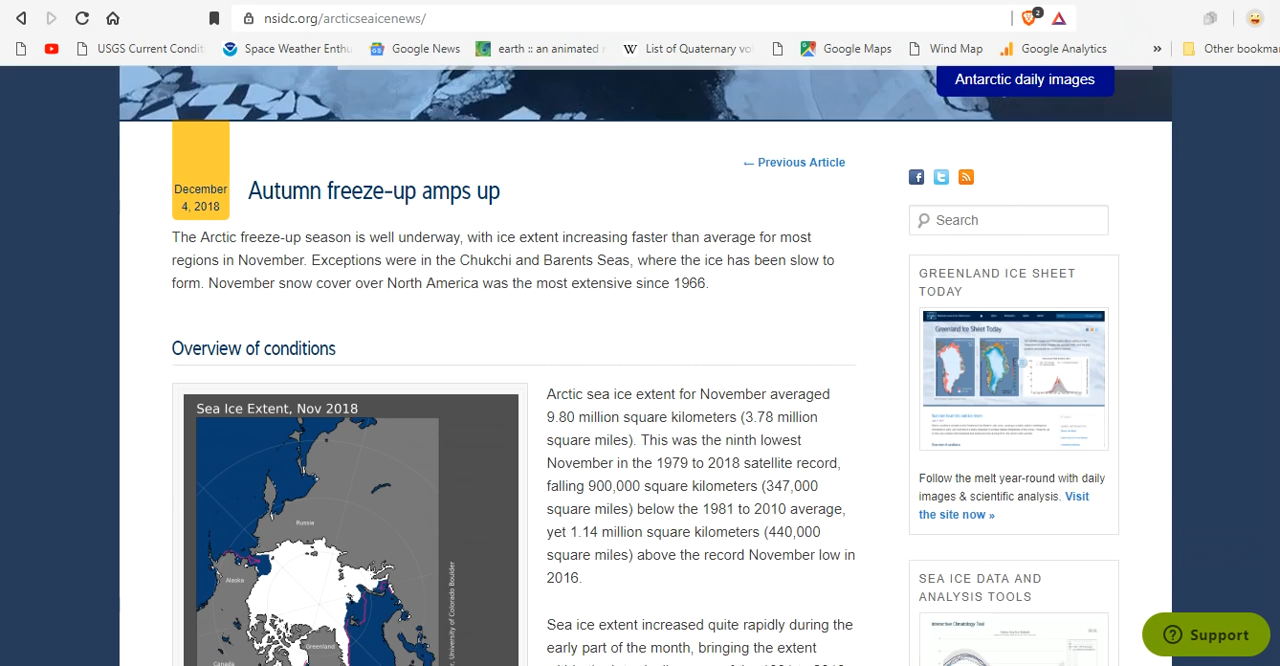 nsidc.org/arcticseaicenews/
2
USGS Current Condit
Space Weather Enthu
Google News
earth :: an animated
List of Quaternary vo
Google Maps
Wind Map
Google Analytics
»
Other bookma
Antarctic daily images
← Previous Article
December
4, 2018
Autumn freeze-up amps up
The Arctic freeze-up season is well underway, with ice extent increasing faster than average for most
regions in November. Exceptions were in the Chukchi and Barents Seas, where the ice has been slow to
form. November snow cover over North America was the most extensive since 1966.
Overview of conditions
Sea Ice Extent, Nov 2018
Russia
Alaska
Greenland
Canada
, University of Colorado Boulder
Arctic sea ice extent for November averaged
9.80 million square kilometers (3.78 million
square miles). This was the ninth lowest
November in the 1979 to 2018 satellite record,
falling 900,000 square kilometers (347,000
square miles) below the 1981 to 2010 average,
yet 1.14 million square kilometers (440,000
square miles) above the record November low in
2016.
Sea ice extent increased quite rapidly during the
early part of the month, bringing the extent
Search
GREENLAND ICE SHEET
TODAY
Greenland Ice Sheet Today
Follow the melt year-round with daily
images & scientific analysis. Visit
the site now »
SEA ICE DATA AND
ANALYSIS TOOLS
Support